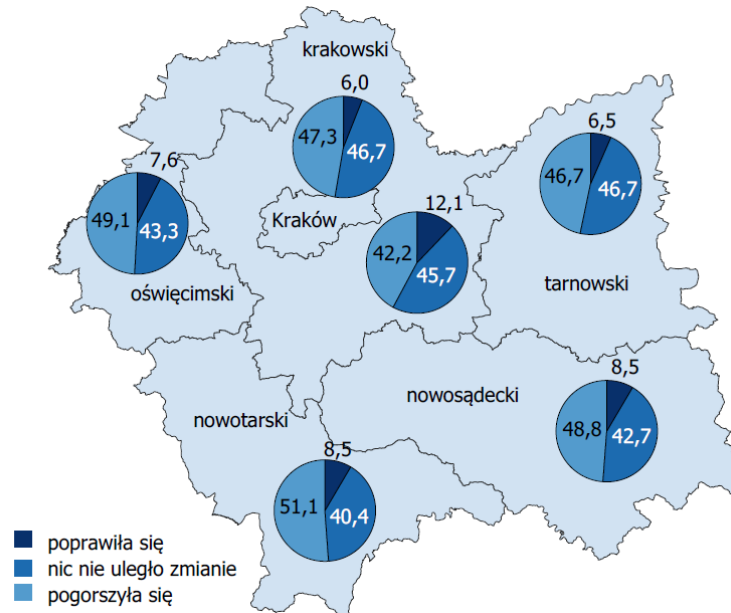 krakowski
6,0
47,3
46,7
6,5
46,7
46,7
7,6
49,1
43,3
Kraków
12,1
42,2
45,7
oświęcimski
tarnowski
8,5
48,8
42,7
nowosądecki
nowotarski
8,5
51,1
40,4
poprawiła się
nic nie uległo zmianie
pogorszyła się